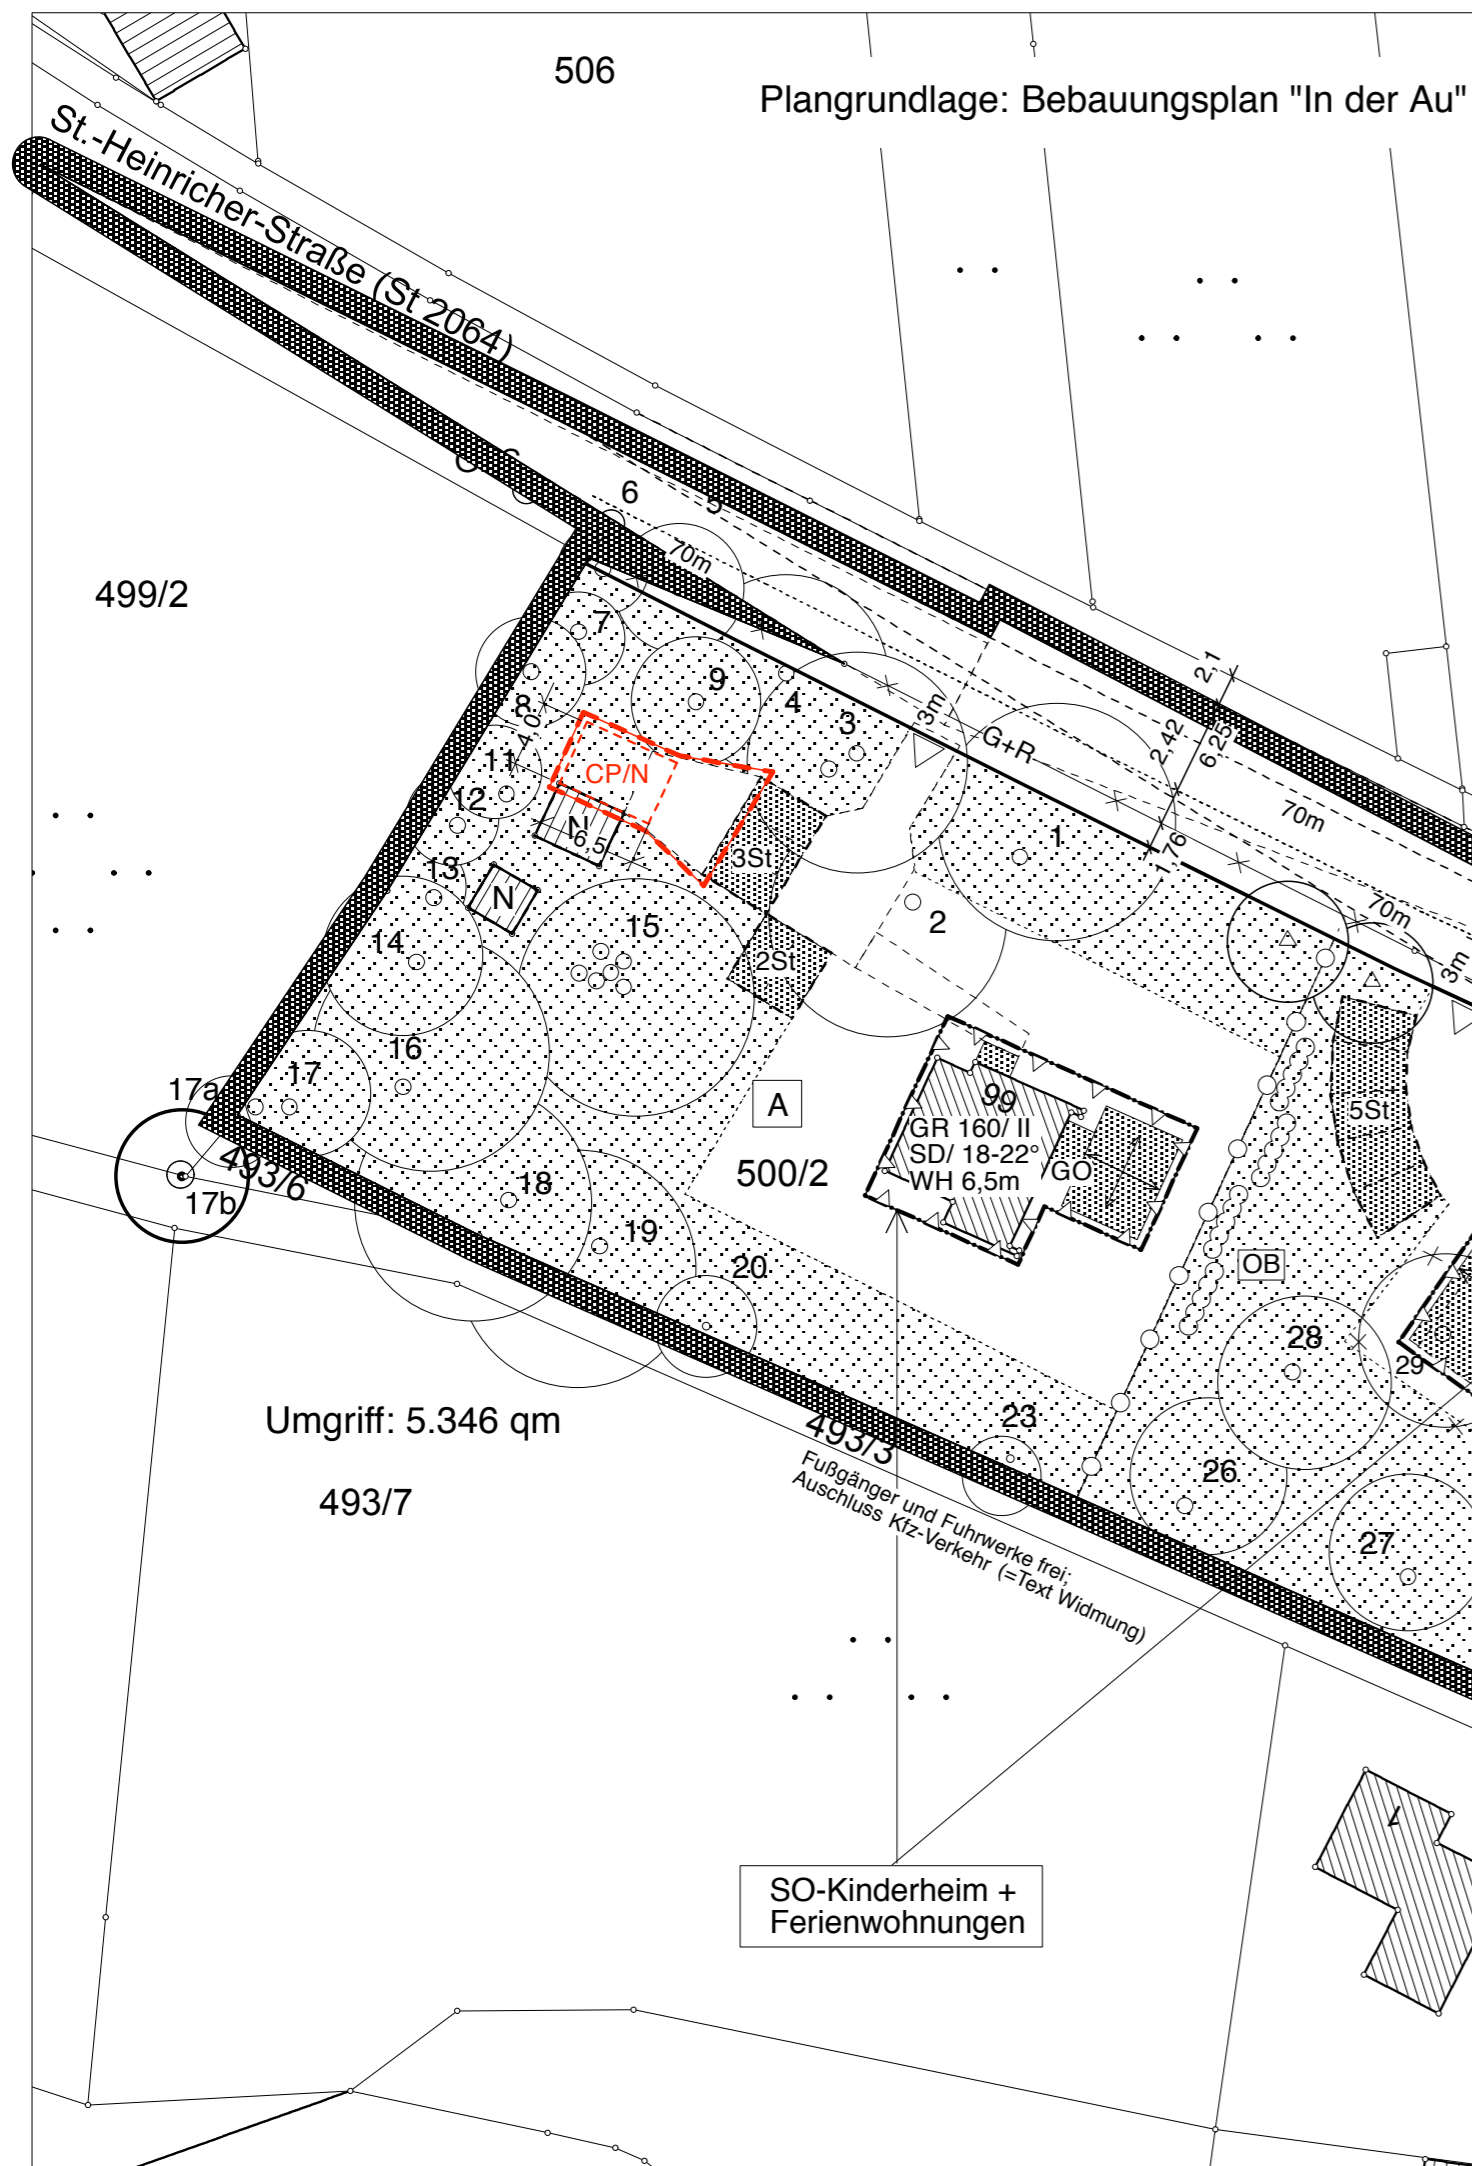 506
Plangrundlage: Bebauungsplan "In der Au"
St.-Heinricher-Straße (St 2064)
6
5
70m
499/2
7
9
8
4
3
3m
G+R
2,1
2,42
6,25
70m
4,0
11
CP/N
12
N
6,5
3St
1
1,76
13
N
14
15
2
70m
2St
3m
16
17
17a
A
99
GR 160/ II
SD/ 18-22°
WH 6,5m
GO
5St
493/6
17b
18
500/2
19
20
OB
28
29
Umgriff: 5.346 qm
493/3
23
26
Fußgänger und Fuhrwerke frei;
Auschluss Kfz-Verkehr (=Text Widmung)
493/7
27
1
SO-Kinderheim +
Ferienwohnungen